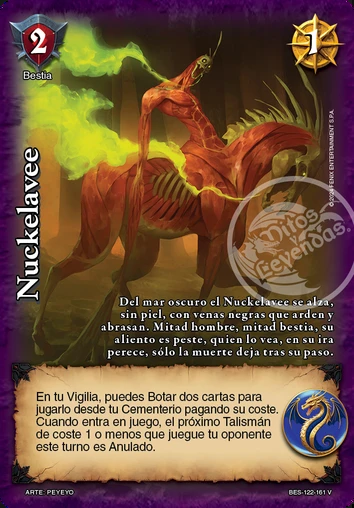 2
Bestia
1
Nuckelavee
© 2024 FENIX ENTERTAINMENT S.P.A.
Mitos
y
Leyendas
Del mar oscuro el Nuckelavee se alza,
sin piel, con venas negras que arden y
abrasan. Mitad hombre, mitad bestia, su
aliento es peste, quien lo vea, en su ira
perece, sólo la muerte deja tras su paso.
En tu Vigilia, puedes Botar dos cartas para
jugarlo desde tu Cementerio pagando su coste.
Cuando entra en juego, el próximo Talismán
de coste 1 o menos que juegue tu oponente
este turno es Anulado.
ARTE: PEYEYO
BES-122-161 V